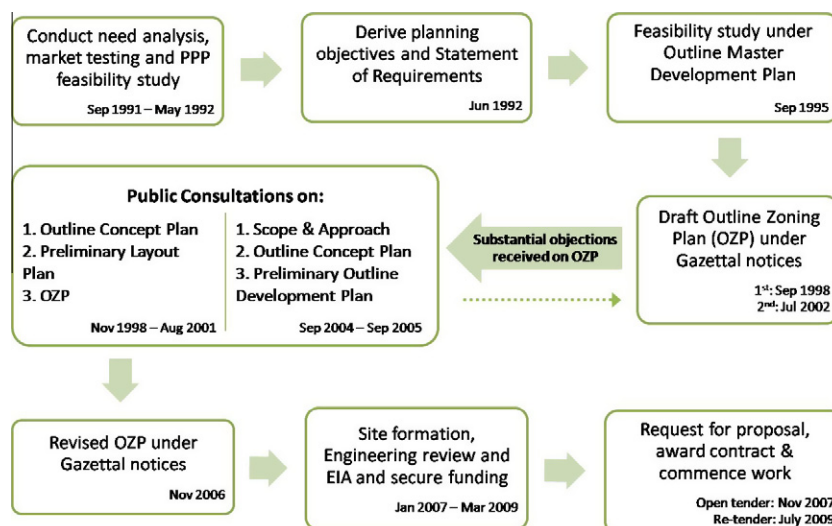 Conduct need analysis,
market testing and PPP
feasibility study
Sep 1991 – May 1992
Derive planning
objectives and Statement
of Requirements
Jun 1992
Feasibility study under
Outline Master
Development Plan
Sep 1995
Draft Outline Zoning
Plan (OZP) under
Gazettal notices
1st: Sep 1998
2nd: Jul 2002
Substantial objections
received on OZP
Public Consultations on:
1. Outline Concept Plan
2. Preliminary Layout
Plan
3. OZP
Nov 1998 – Aug 2001
1. Scope & Approach
2. Outline Concept Plan
3. Preliminary Outline
Development Plan
Sep 2004 – Sep 2005
Revised OZP under
Gazettal notices
Nov 2006
Site formation,
Engineering review and
EIA and secure funding
Jan 2007 – Mar 2009
Request for proposal,
award contract &
commence work
Open tender: Nov 2007
Re-tender: July 2009